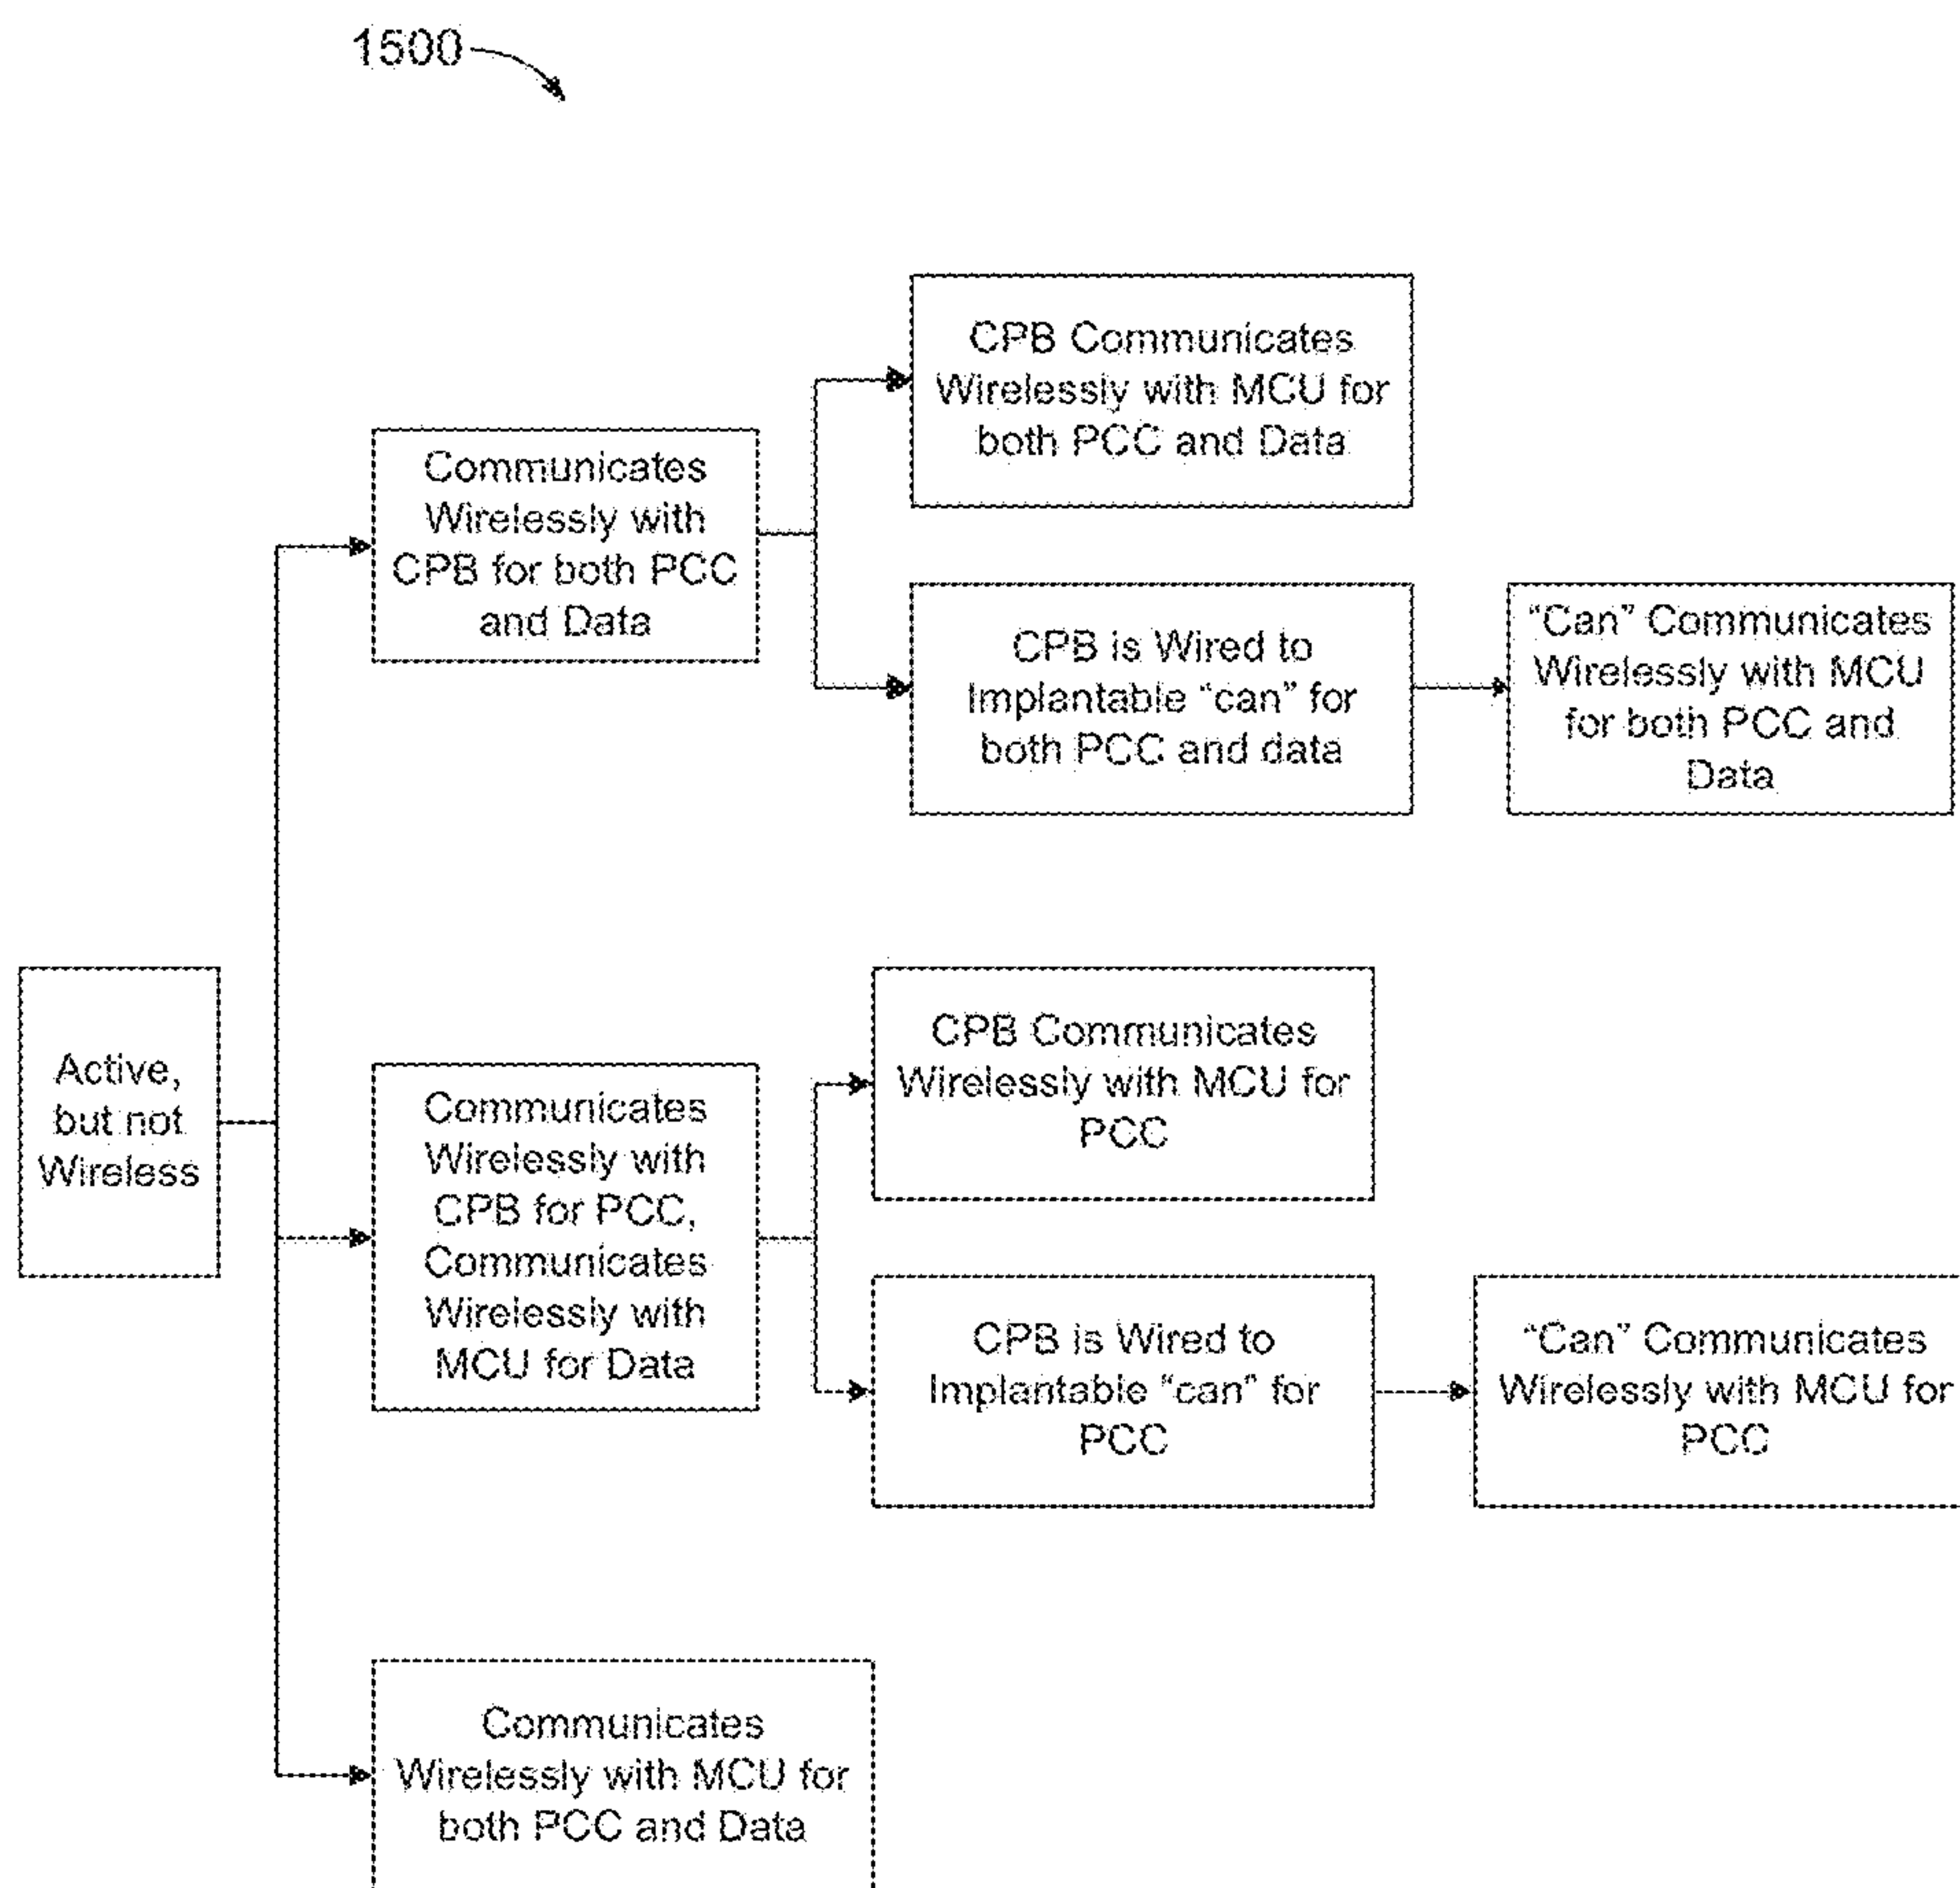 1500
CPB Communicates
Wirelessly with MCU for
both PCC and Data
Communicates
Wirelessly with
CPB for both PCC
and Data
CPB is Wired to
Implantable “can” for
both PCC and data
“Can” Communicates
Wirelessly with MCU
for both PCC and
Data
Active,
but not
Wireless
Communicates
Wirelessly with
CPB for PCC,
Communicates
Wirelessly with
MCU for Data
CPB Communicates
Wirelessly with MCU for
PCC
CPB is Wired to
Implantable “can” for
PCC
“Can” Communicates
Wirelessly with MCU for
PCC
Communicates
Wirelessly with MCU for
both PCC and Data